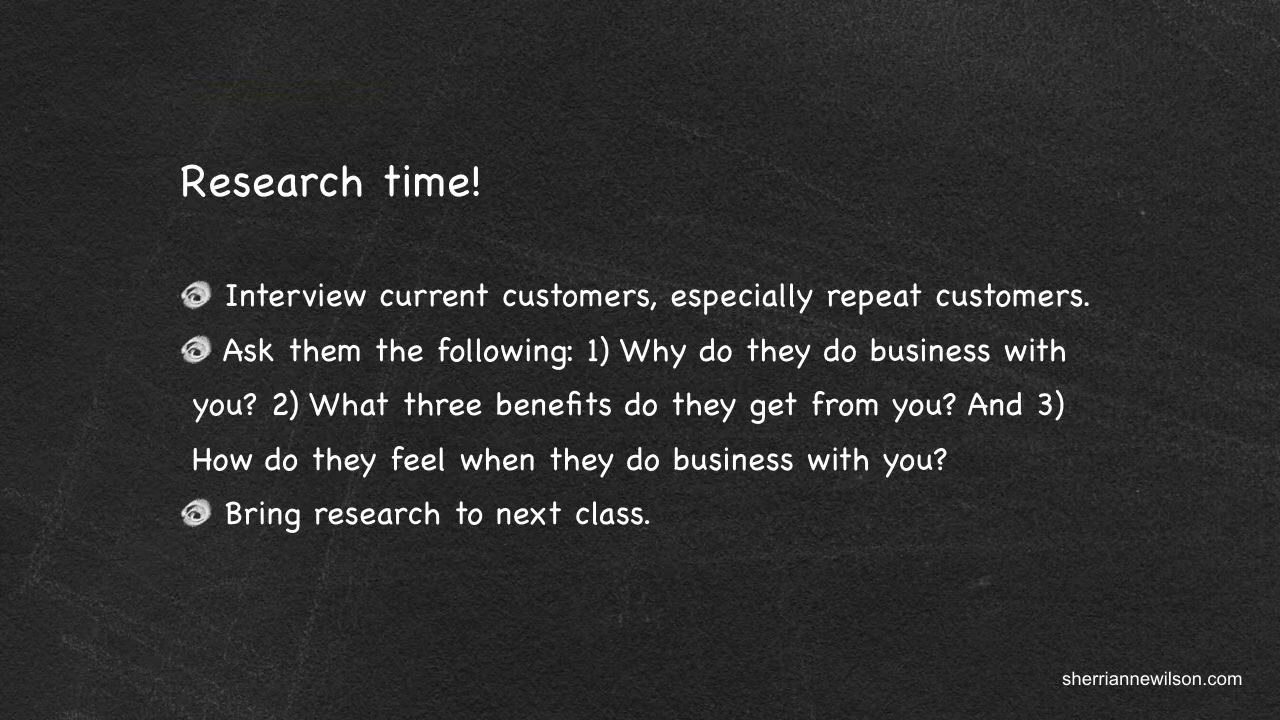 Research time!
Interview current customers, especially repeat customers.
Ask them the following: 1) Why do they do business with
you? 2) What three benefits do they get from you? And 3)
How do they feel when they do business with you?
Bring research to next class.
sherriannewilson.com